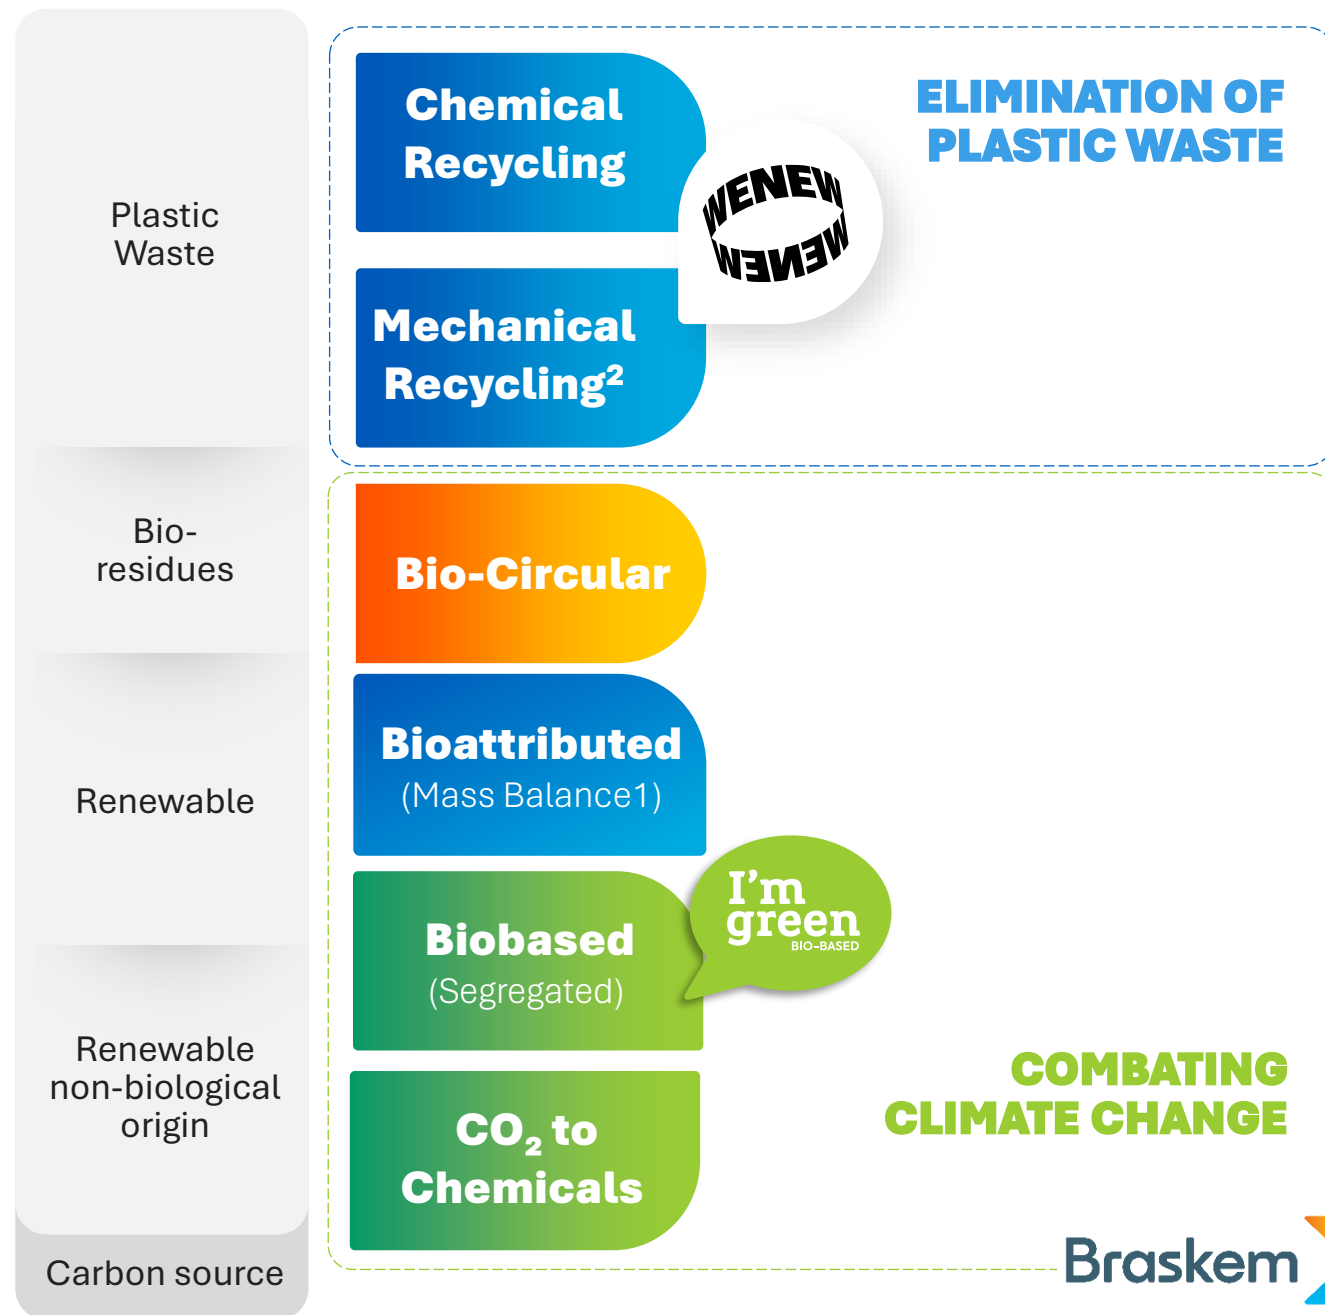 Plastic
Waste
Bio-
residues
Renewable
Renewable
non-biological
origin
Carbon source
Chemical
Recycling
Mechanical
Recycling²
WENEW
WENEW
ELIMINATION OF
PLASTIC WASTE
Bio-Circular
Bioattributed
(Mass Balance1)
Biobased
(Segregated)
I'm
green
BIO-BASED
CO₂ to
Chemicals
COMBATING
CLIMATE CHANGE
Braskem